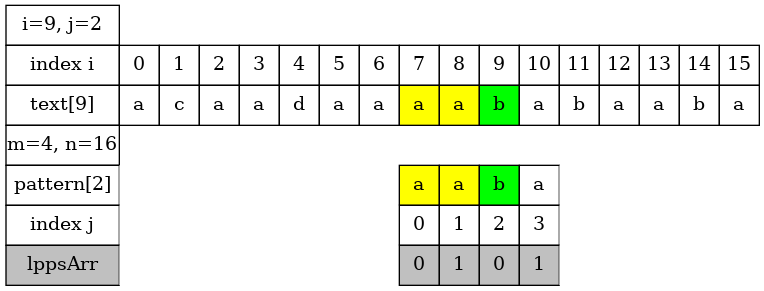 i=9, j=2
index i 0 1 2 3 4 5 6 7 8 9 10 11 12 13 14 15
text[9] a c a a d a a a a b a b a a b a
m=4, n=16
pattern[2] a a b a
index j 0 1 2 3
lppsArr 0 1 0 1